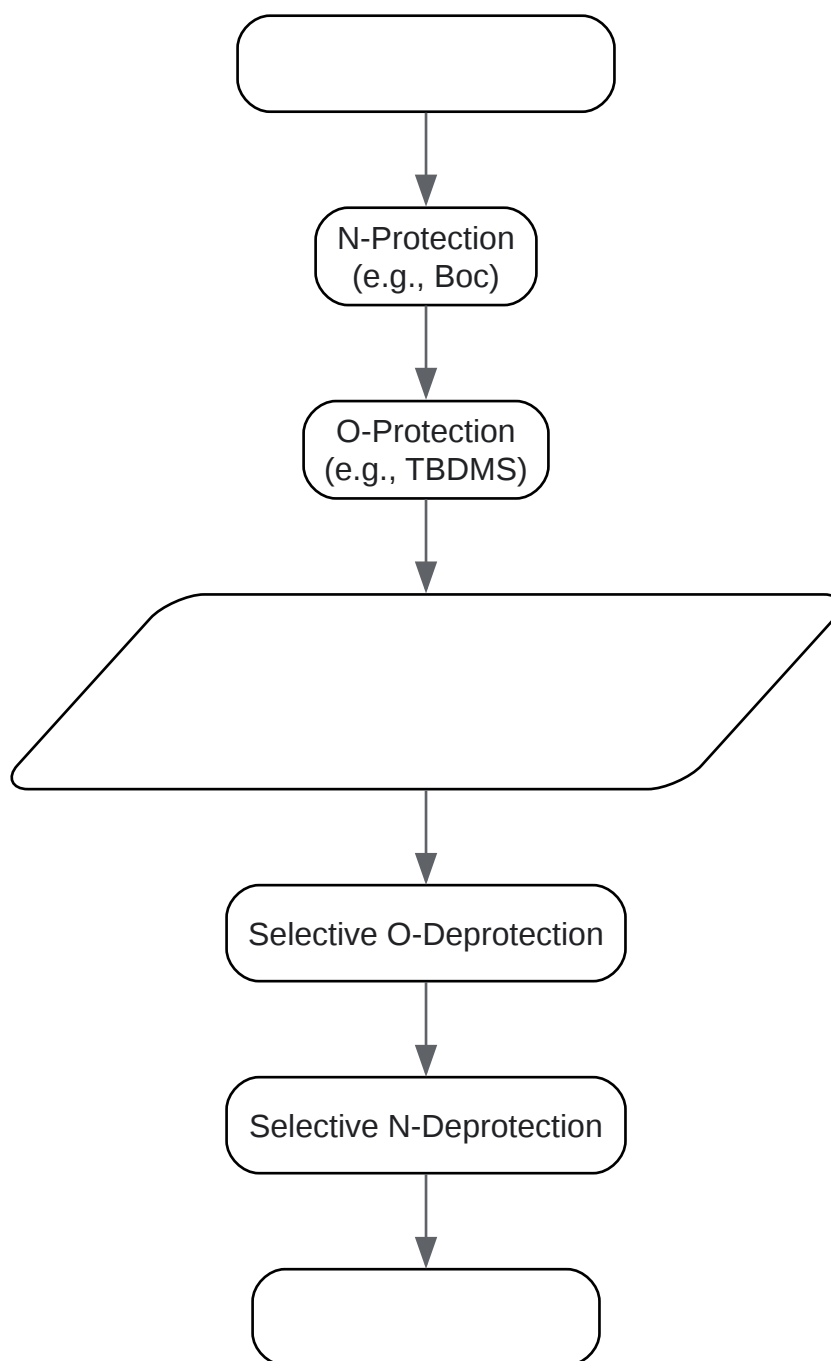 N-Protection
(e.g., Boc)
O-Protection
(e.g., TBDMS)
Selective O-Deprotection
Selective N-Deprotection